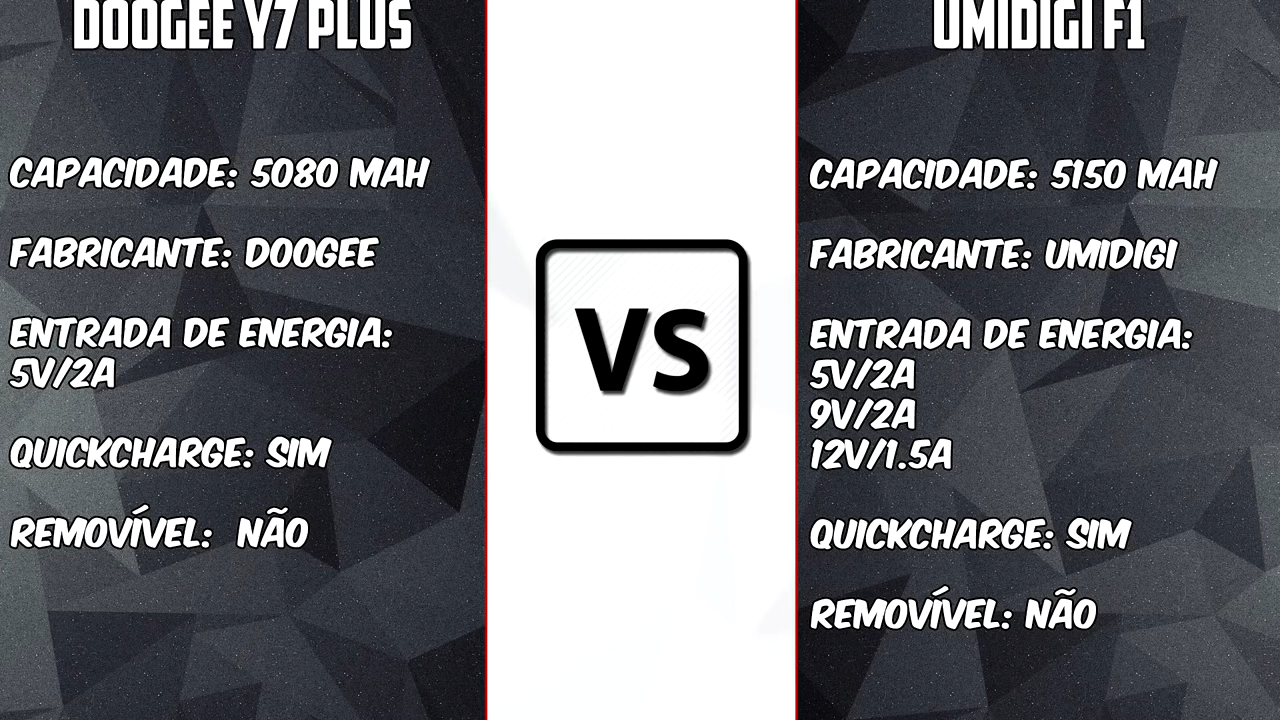 DOOGEE Y7 PLUS
CAPACIDADE: 5080 MAH
FABRICANTE: DOOGEE
ENTRADA DE ENERGIA:
5V/2A
QUICKCHARGE: SIM
REMOVÍVEL: NÃO
VS
UMIDIGI F1
CAPACIDADE: 5150 MAH
FABRICANTE: UMIDIGI
ENTRADA DE ENERGIA:
5V/2A
9V/2A
12V/1.5A
QUICKCHARGE: SIM
REMOVÍVEL: NÃO